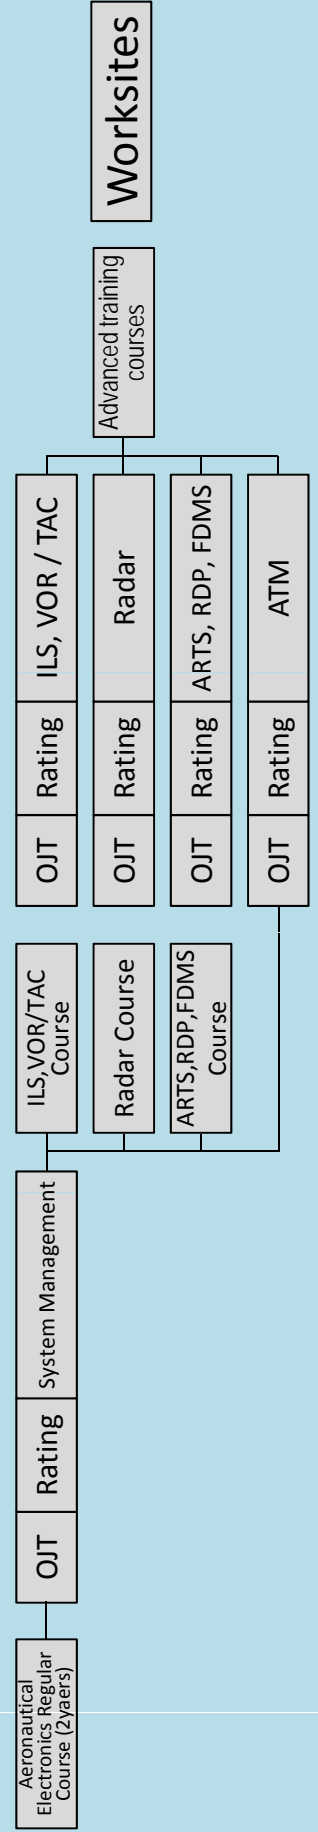 Aeronautical
Electronics Regular
Course (2yaers)
OJT
Rating
System Management
ILS,VOR/TAC
Course
Radar Course
ARTS,RDP,FDMS
Course
OJT
Rating
ILS, VOR / TAC
OJT
Rating
Radar
OJT
Rating
ARTS, RDP, FDMS
OJT
Rating
ATM
Advanced training
courses
Worksites